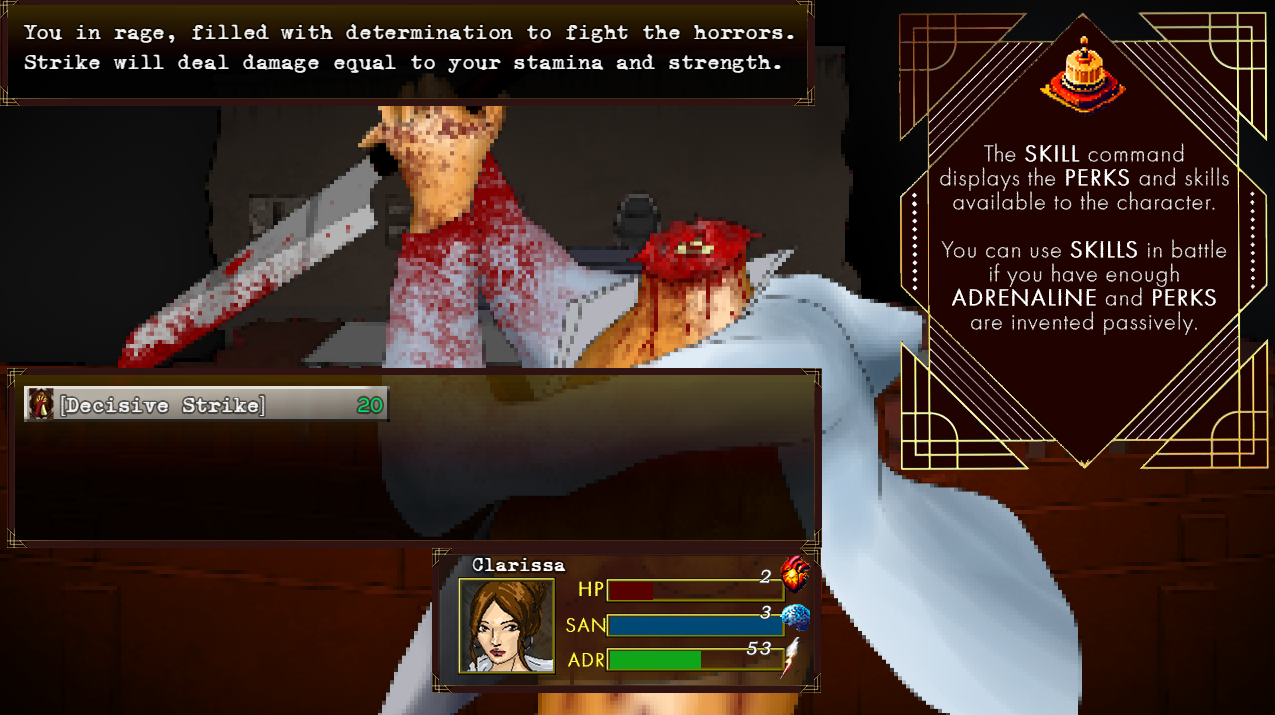 You in rage, filled with determination to fight the horrors.
Strike will deal damage equal to your stamina and strength.
The SKILL command
displays the PERKS and skills
available to the character.
You can use SKILLS in battle
if you have enough
ADRENALINE and PERKS
are invented passively.
[Decisive Strike] 20
Clarissa
HP 2
SAN 3
ADR 53